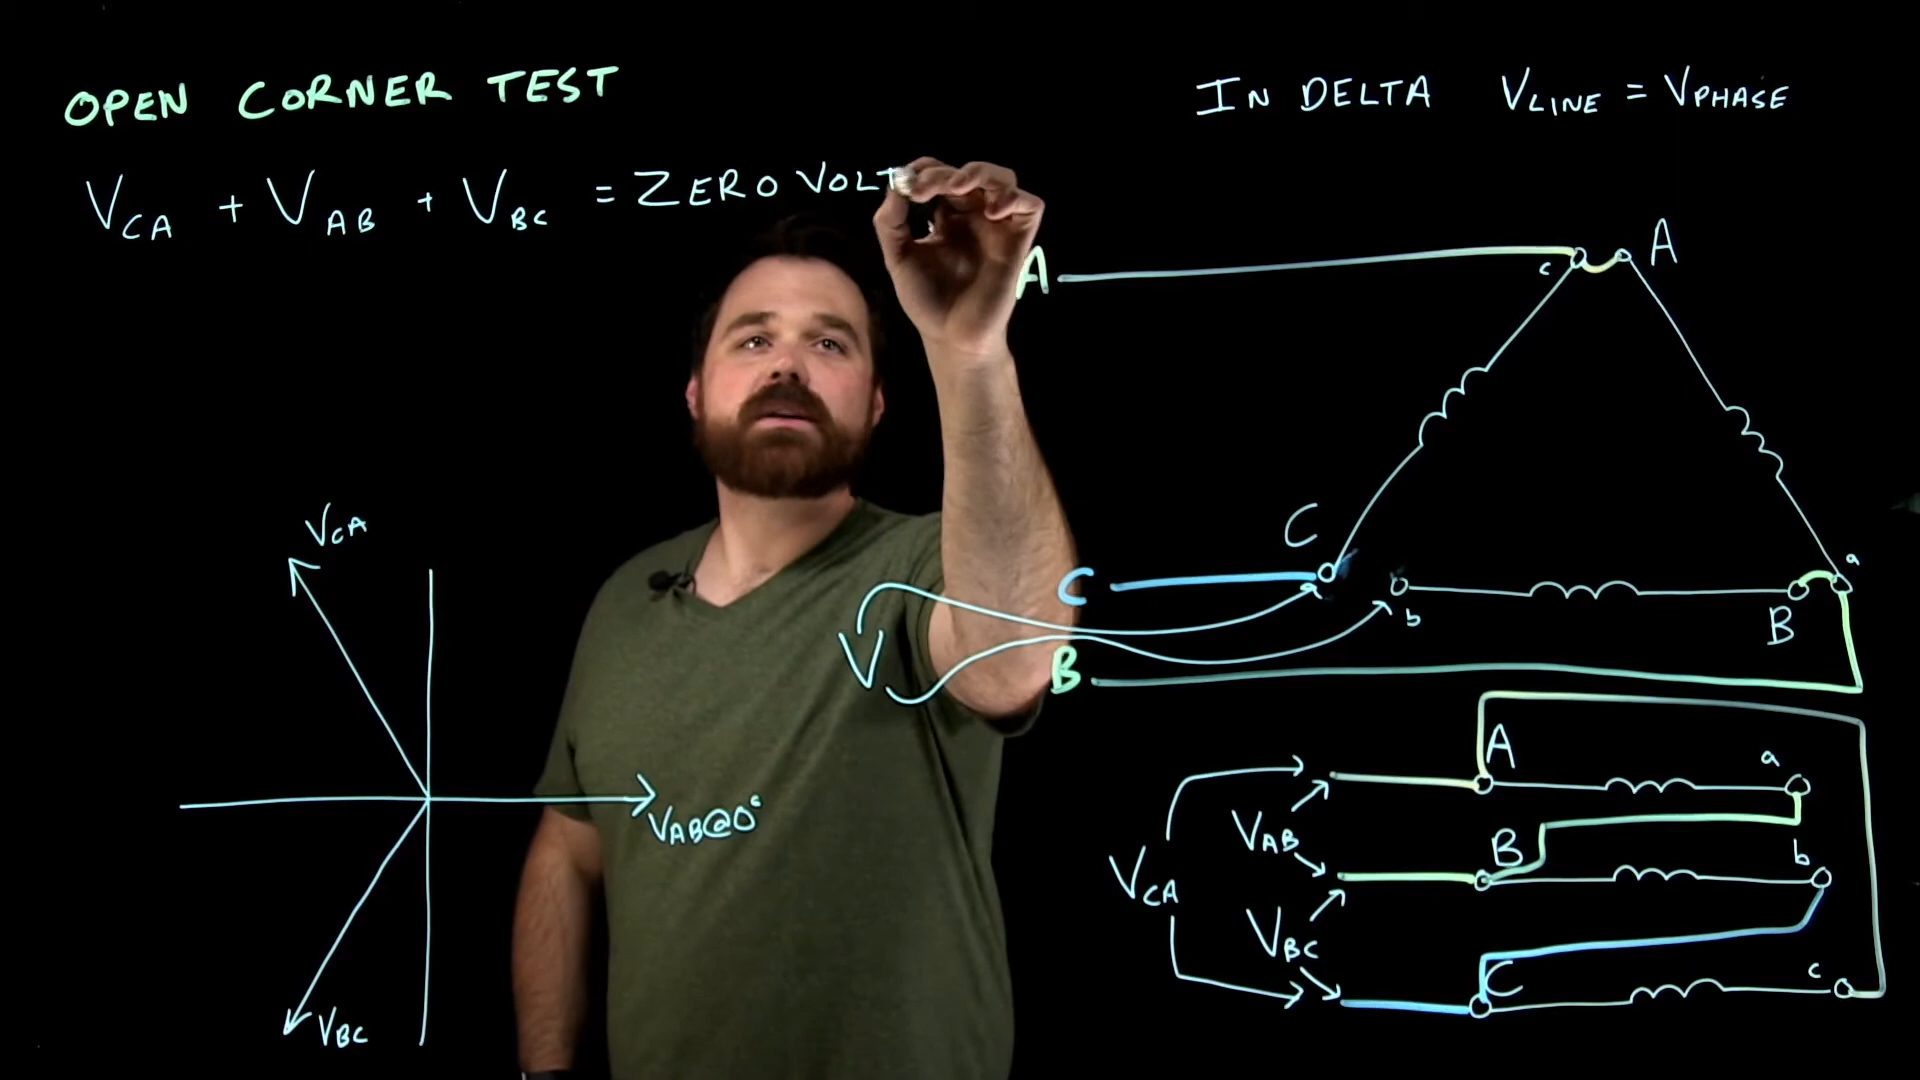 OPEN CORNER TEST
IN DELTA VLINE = VPHASE
VCA + VAB + VBC = ZERO VOLT
A
c
A
C
C
a
b
B
a
B
V
VCA
VAB@0°
VBC
A
a
VAB
B
b
VCA
VBC
C
c